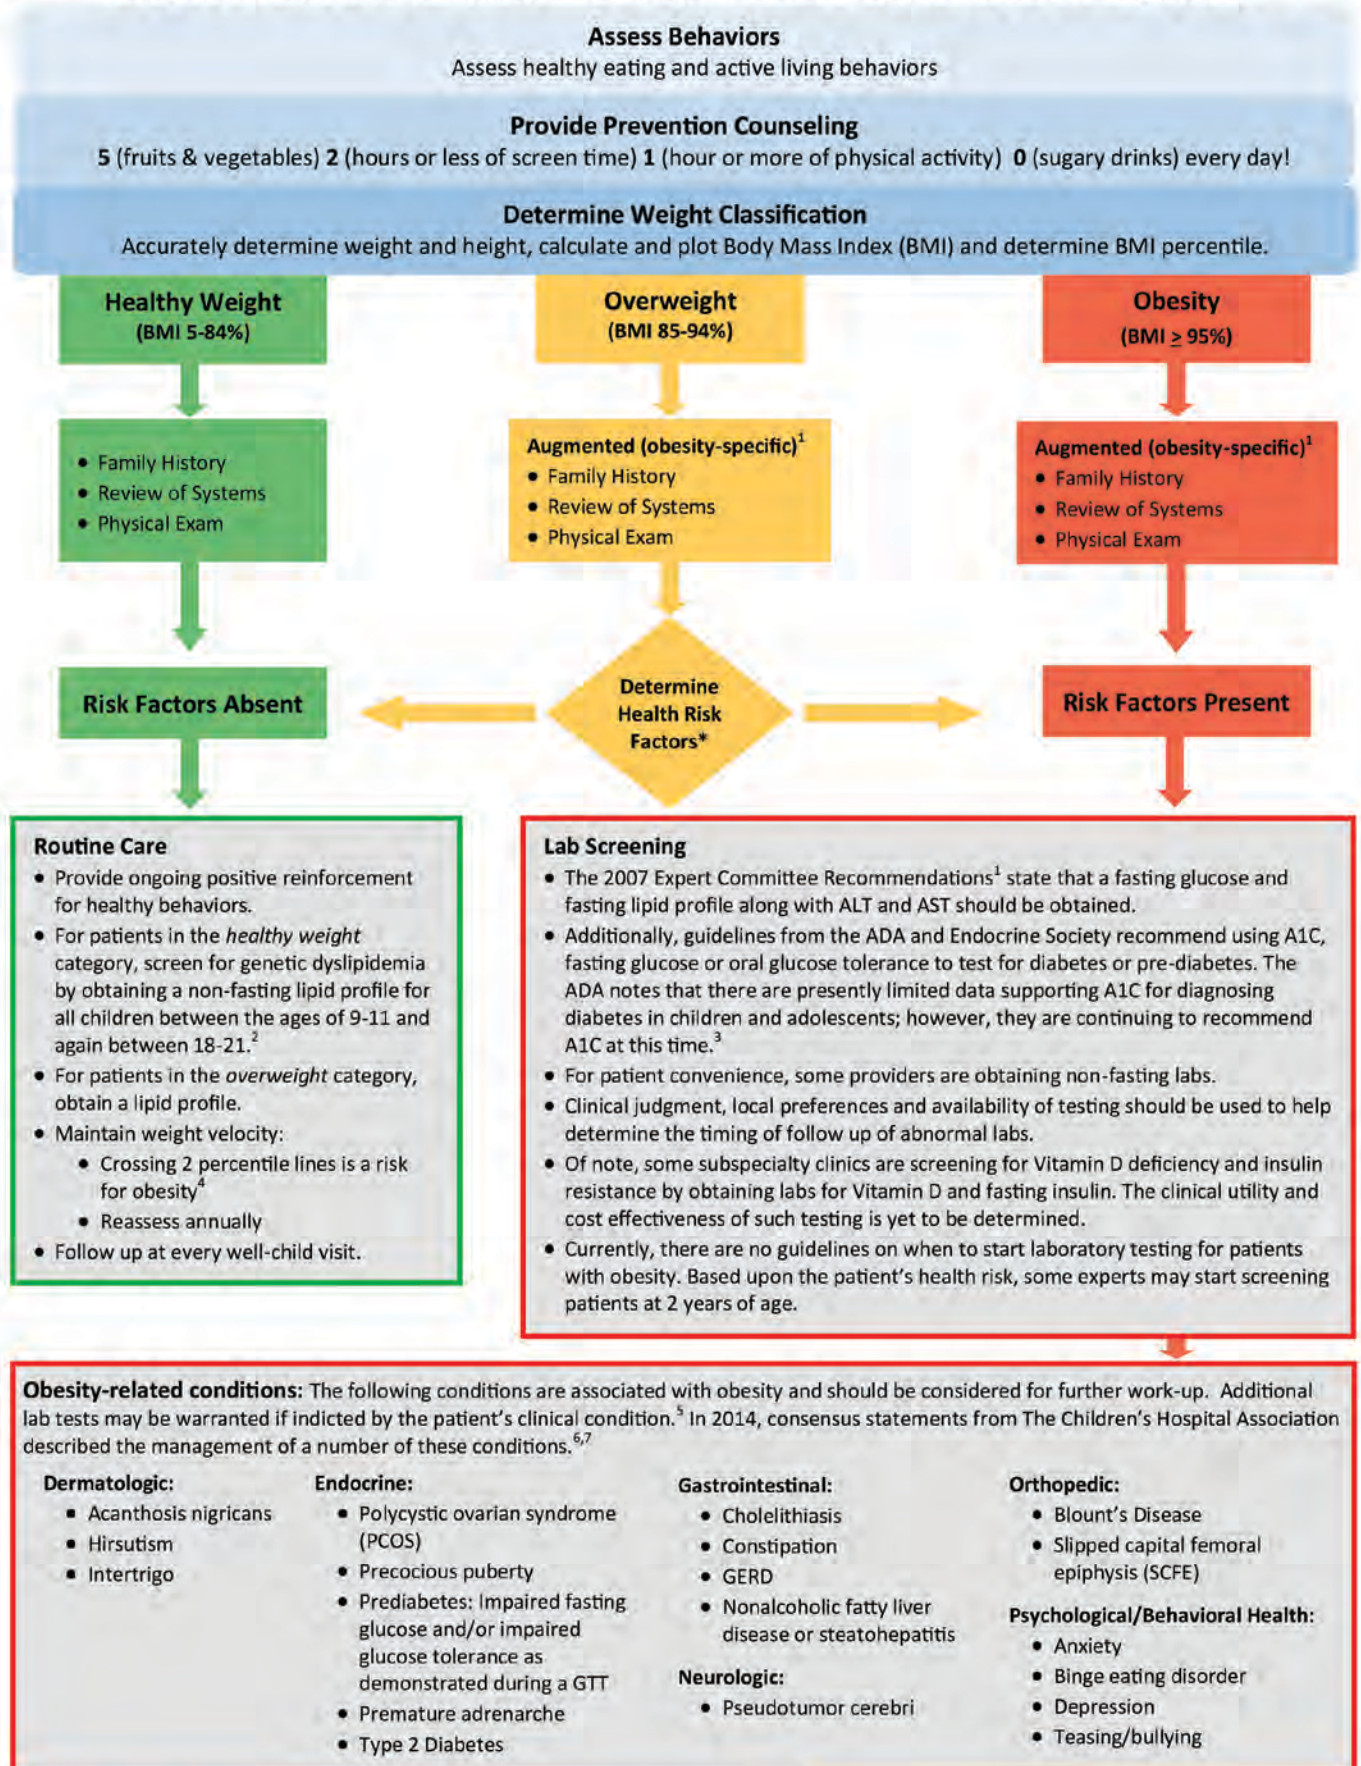 Assess Behaviors
Assess healthy eating and active living behaviors
Provide Prevention Counseling
5 (fruits & vegetables) 2 (hours or less of screen time) 1 (hour or more of physical activity) 0 (sugary drinks) every day!
Determine Weight Classification
Accurately determine weight and height, calculate and plot Body Mass Index (BMI) and determine BMI percentile.
Healthy Weight
(BMI 5-84%)
Overweight
(BMI 85-94%)
Obesity
(BMI ≥ 95%)
• Family History
• Review of Systems
• Physical Exam
Augmented (obesity-specific)¹
• Family History
• Review of Systems
• Physical Exam
Augmented (obesity-specific)¹
• Family History
• Review of Systems
• Physical Exam
Risk Factors Absent
Determine
Health Risk
Factors*
Risk Factors Present
Routine Care
• Provide ongoing positive reinforcement
for healthy behaviors.
• For patients in the healthy weight
category, screen for genetic dyslipidemia
by obtaining a non-fasting lipid profile for
all children between the ages of 9-11 and
again between 18-21.²
• For patients in the overweight category,
obtain a lipid profile.
• Maintain weight velocity:
• Crossing 2 percentile lines is a risk
for obesity⁴
• Reassess annually
• Follow up at every well-child visit.
Lab Screening
• The 2007 Expert Committee Recommendations¹ state that a fasting glucose and
fasting lipid profile along with ALT and AST should be obtained.
• Additionally, guidelines from the ADA and Endocrine Society recommend using A1C,
fasting glucose or oral glucose tolerance to test for diabetes or pre-diabetes. The
ADA notes that there are presently limited data supporting A1C for diagnosing
diabetes in children and adolescents; however, they are continuing to recommend
A1C at this time.³
• For patient convenience, some providers are obtaining non-fasting labs.
• Clinical judgment, local preferences and availability of testing should be used to help
determine the timing of follow up of abnormal labs.
• Of note, some subspecialty clinics are screening for Vitamin D deficiency and insulin
resistance by obtaining labs for Vitamin D and fasting insulin. The clinical utility and
cost effectiveness of such testing is yet to be determined.
• Currently, there are no guidelines on when to start laboratory testing for patients
with obesity. Based upon the patient's health risk, some experts may start screening
patients at 2 years of age.
Obesity-related conditions: The following conditions are associated with obesity and should be considered for further work-up. Additional
lab tests may be warranted if indicted by the patient's clinical condition.⁵ In 2014, consensus statements from The Children's Hospital Association
described the management of a number of these conditions.⁶,⁷
Dermatologic:
▪ Acanthosis nigricans
▪ Hirsutism
▪ Intertrigo
Endocrine:
• Polycystic ovarian syndrome
(PCOS)
• Precocious puberty
• Prediabetes: Impaired fasting
glucose and/or impaired
glucose tolerance as
demonstrated during a GTT
• Premature adrenarche
• Type 2 Diabetes
Gastrointestinal:
• Cholelithiasis
• Constipation
• GERD
• Nonalcoholic fatty liver
disease or steatohepatitis
Neurologic:
• Pseudotumor cerebri
Orthopedic:
• Blount's Disease
• Slipped capital femoral
epiphysis (SCFE)
Psychological/Behavioral Health:
• Anxiety
• Binge eating disorder
• Depression
• Teasing/bullying